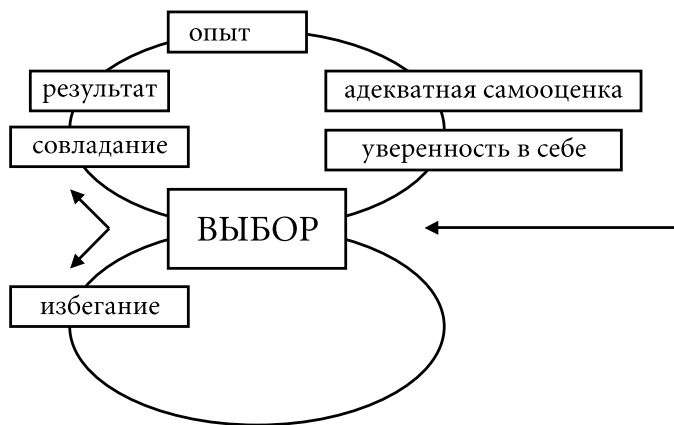 опыт
результат
адекватная самооценка
совладание
уверенность в себе
ВЫБОР
избегание